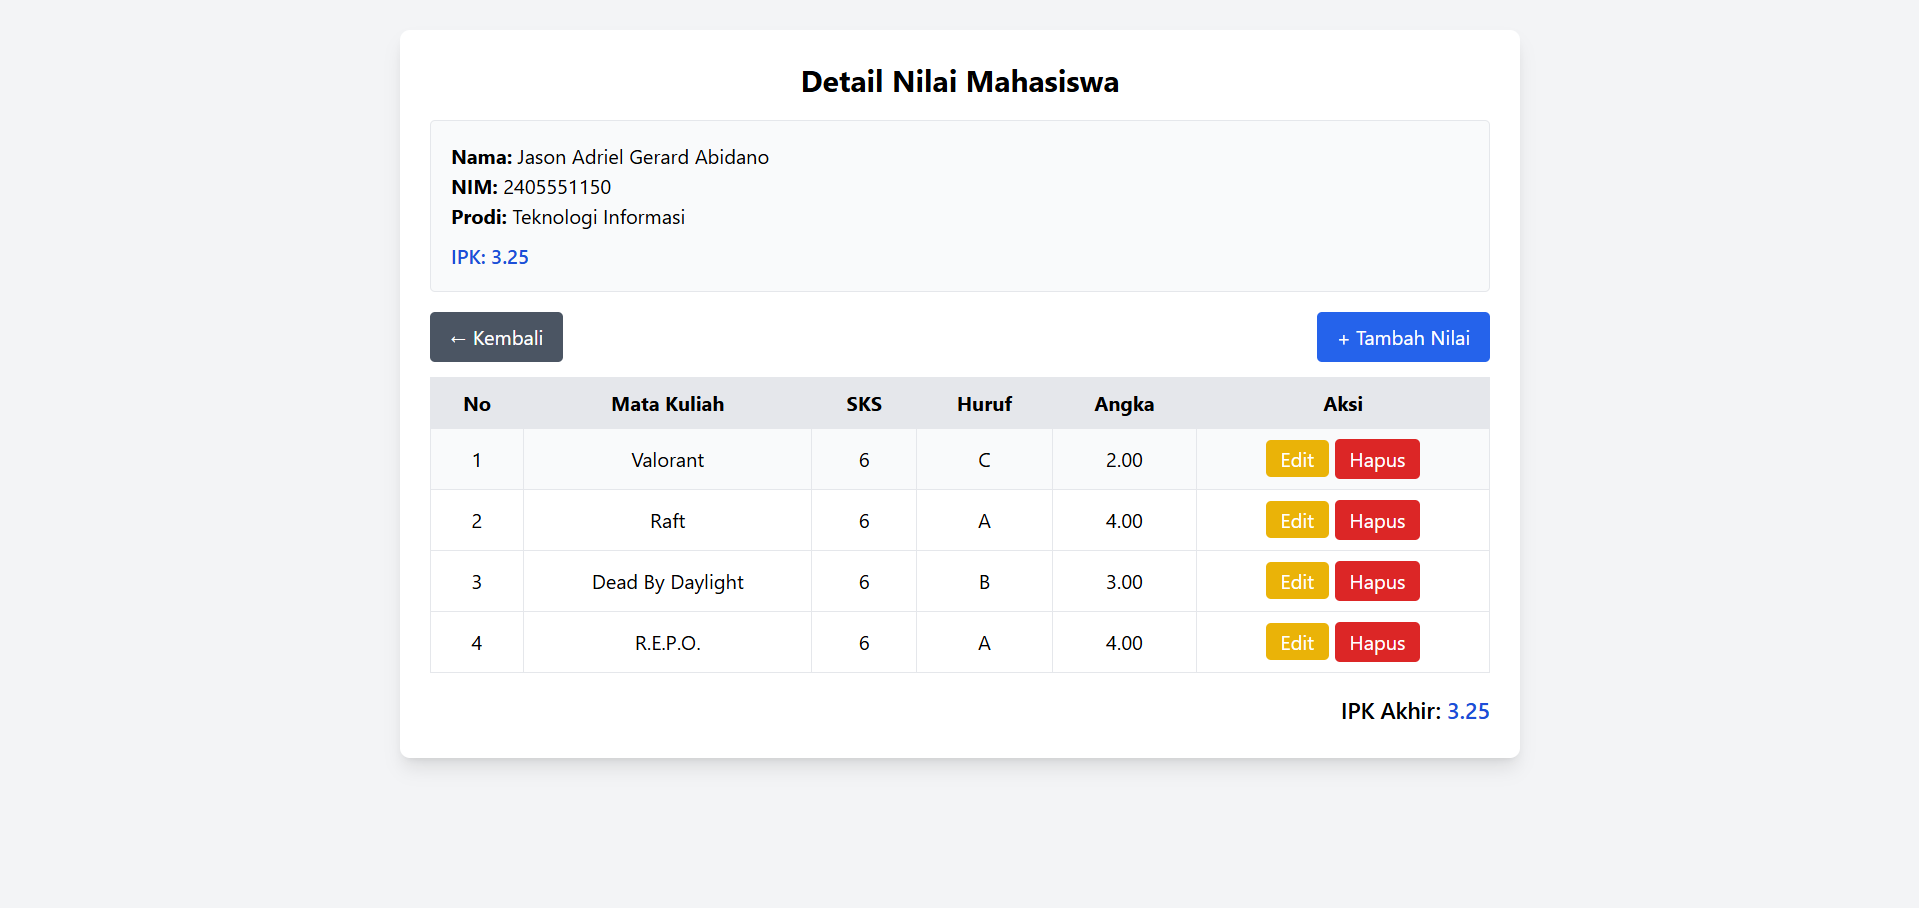 Detail Nilai Mahasiswa
Nama: Jason Adriel Gerard Abidano
NIM: 2405551150
Prodi: Teknologi Informasi
IPK: 3.25
← Kembali
+ Tambah Nilai
No Mata Kuliah SKS Huruf Angka Aksi
1 Valorant 6 C 2.00 Edit Hapus
2 Raft 6 A 4.00 Edit Hapus
3 Dead By Daylight 6 B 3.00 Edit Hapus
4 R.E.P.O. 6 A 4.00 Edit Hapus
IPK Akhir: 3.25